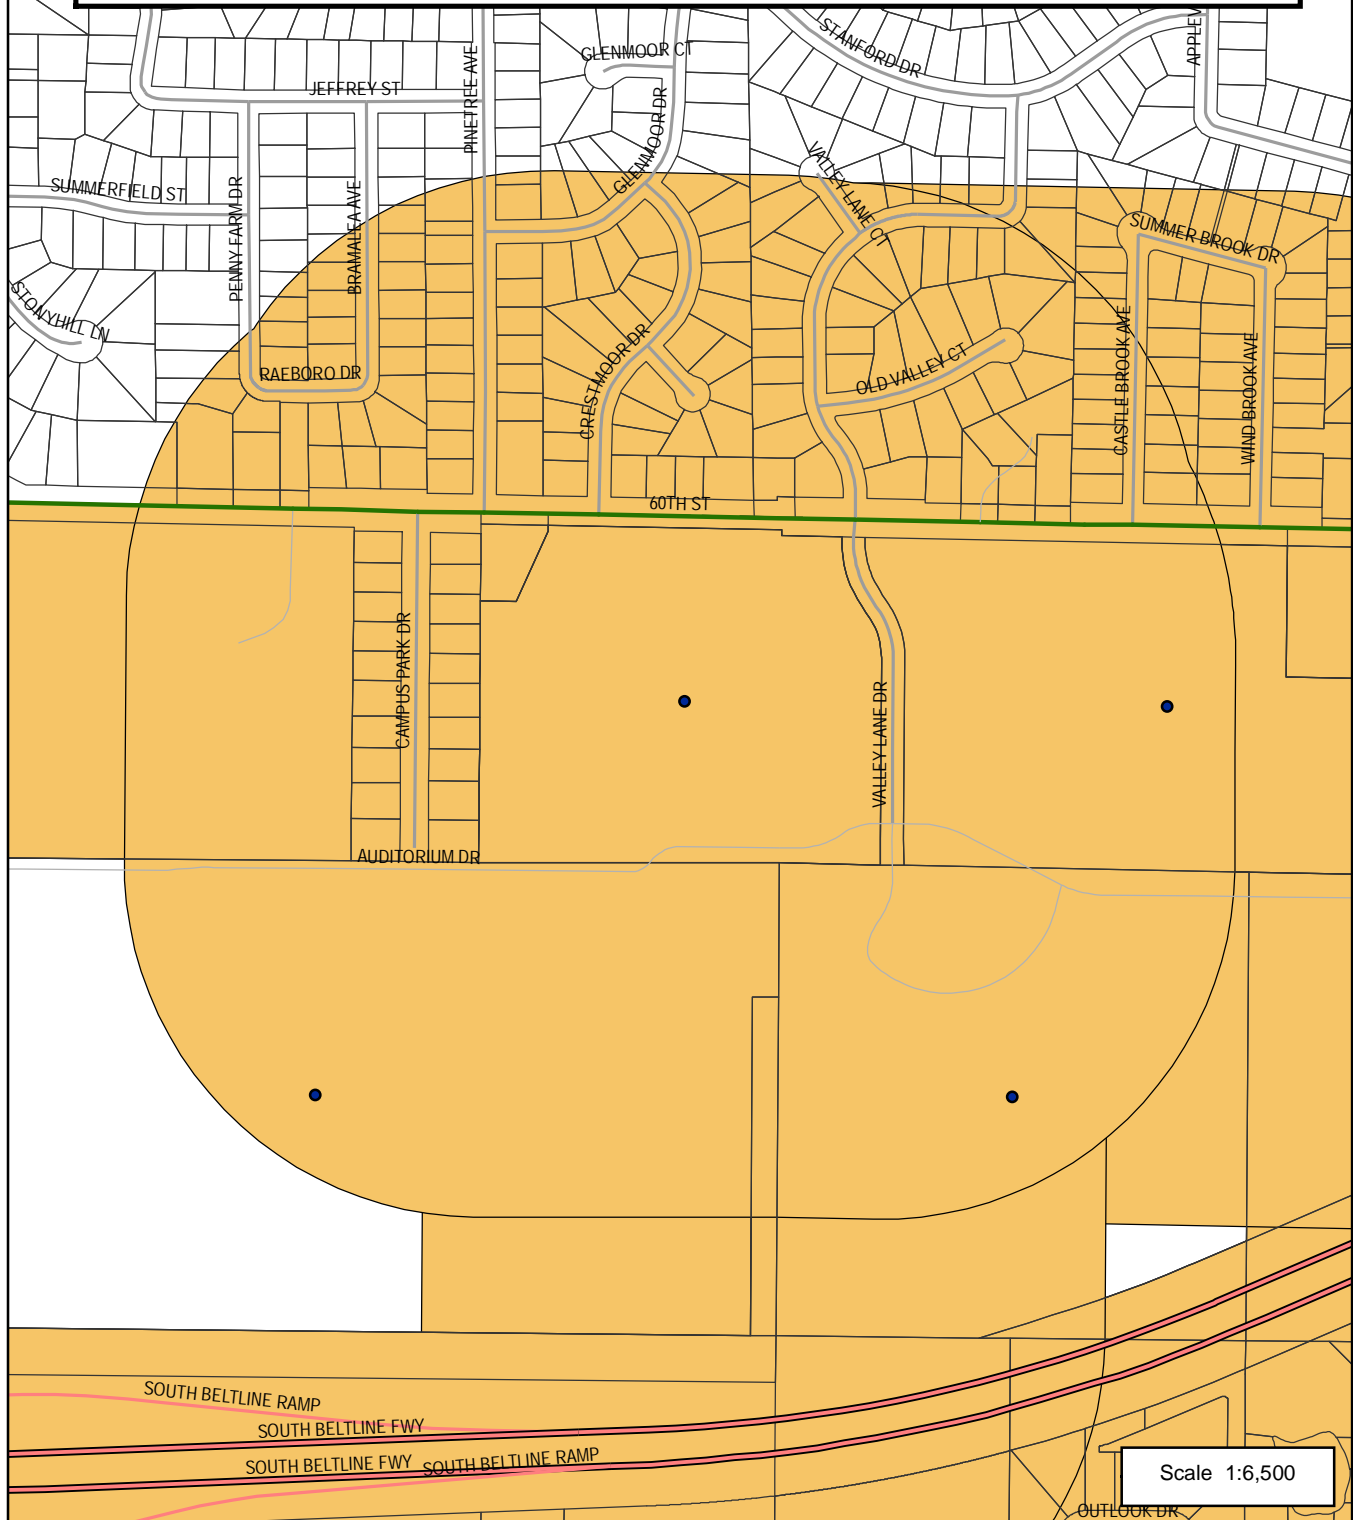 STANFORD DR
APPLEV
GLENMOOR CT
PINETREE AVE
JEFFREY ST
GLENMOOR DR
VALLEY LANE CT
SUMMERFIELD ST
PENNY FARM DR
BRAMALEA AVE
SUMMER BROOK DR
STONYHILL LN
RAEBORO DR
CRESTMOOR DR
OLD VALLEY CT
CASTLE BROOK AVE
WIND BROOK AVE
60TH ST
CAMPUS PARK DR
VALLEY LANE DR
AUDITORIUM DR
SOUTH BELTLINE RAMP
SOUTH BELTLINE FWY
SOUTH BELTLINE FWY
SOUTH BELTLINE RAMP
Scale 1:6,500
OUTLOOK DR